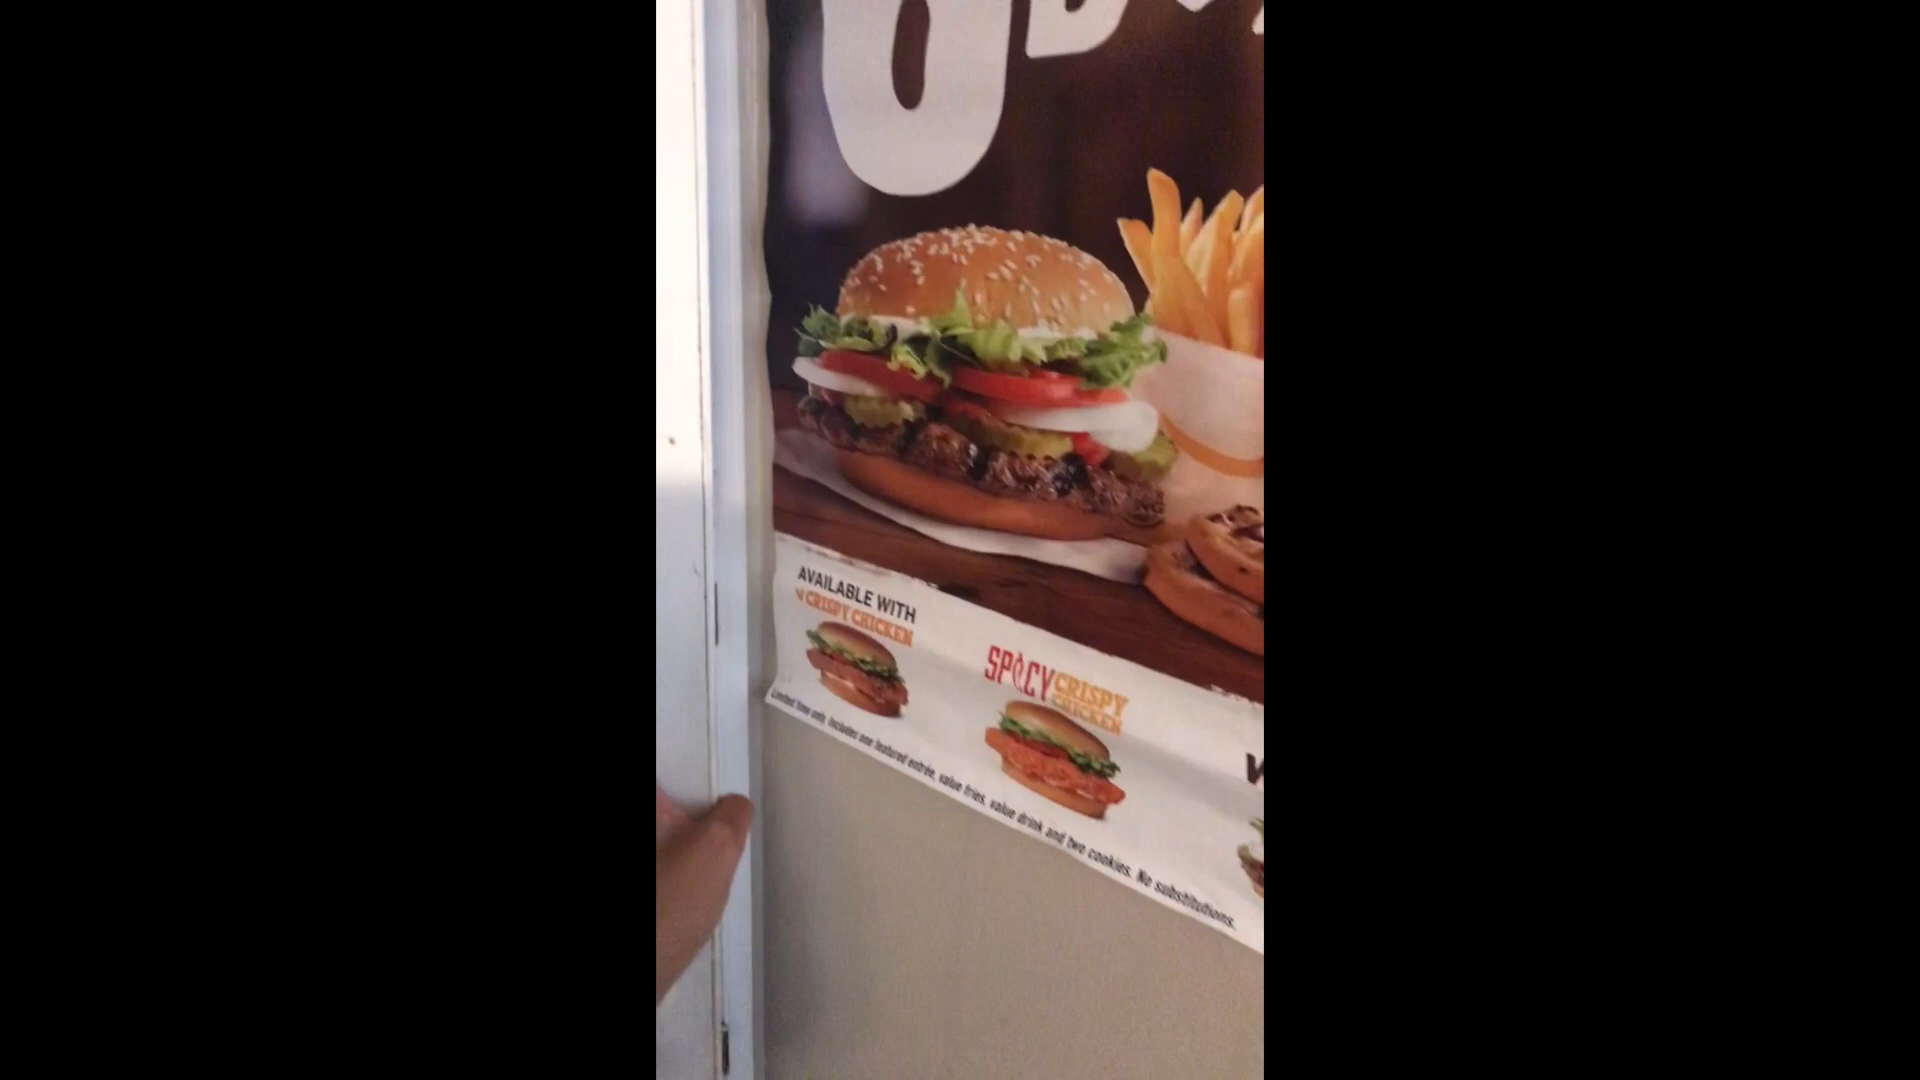 AVAILABLE WITH
CRISPY CHICKEN
SPICY CRISPY
CHICKEN
Limited time only. Includes one featured entrée, value fries, value drink and two cookies. No substitutions.